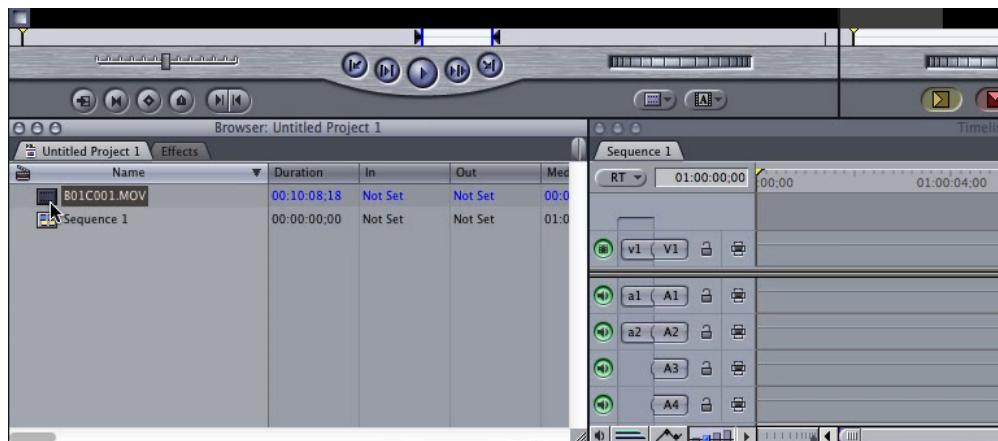 Browser: Untitled Project 1
Untitled Project 1 Effects
Name Duration In Out Med
B01C001.MOV 00:10:08;18 Not Set Not Set 00:0
Sequence 1 00:00:00;00 Not Set Not Set 01:0
Timeli
Sequence 1
RT 01:00:00;00 :00;00 01:00:04;00
v1 V1
a1 A1
a2 A2
A3
A4